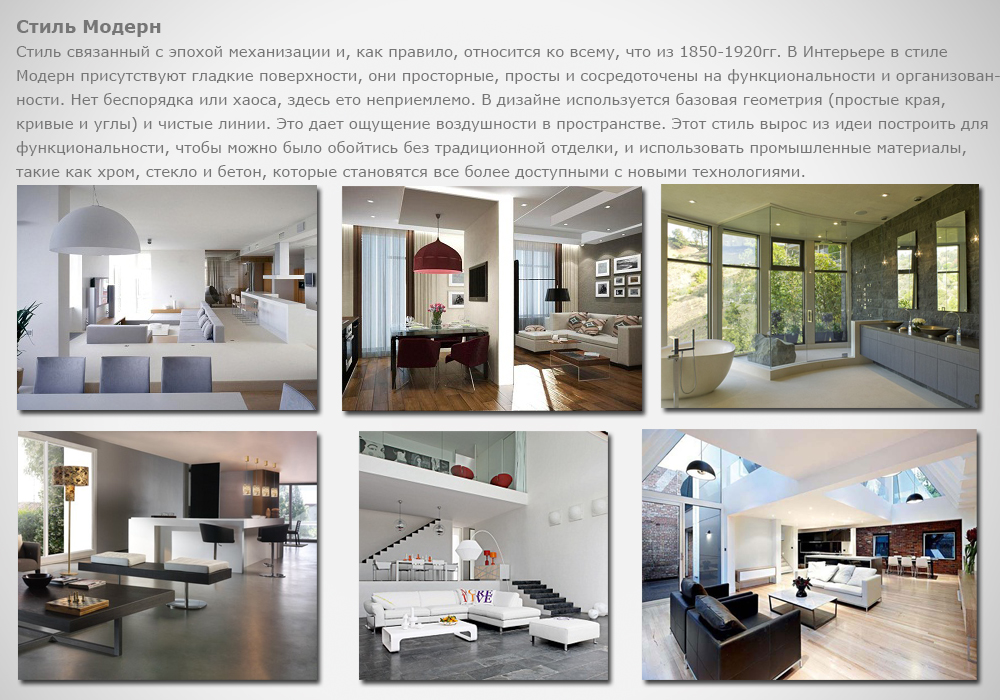 Стиль Модерн
Стиль связанный с эпохой механизации и, как правило, относится ко всему, что из 1850-1920гг. В Интерьере в стиле
Модерн присутствуют гладкие поверхности, они просторные, просты и сосредоточены на функциональности и организован-
ности. Нет беспорядка или хаоса, здесь ето неприемлемо. В дизайне используется базовая геометрия (простые края,
кривые и углы) и чистые линии. Это дает ощущение воздушности в пространстве. Этот стиль вырос из идеи построить для
функциональности, чтобы можно было обойтись без традиционной отделки, и использовать промышленные материалы,
такие как хром, стекло и бетон, которые становятся все более доступными с новыми технологиями.